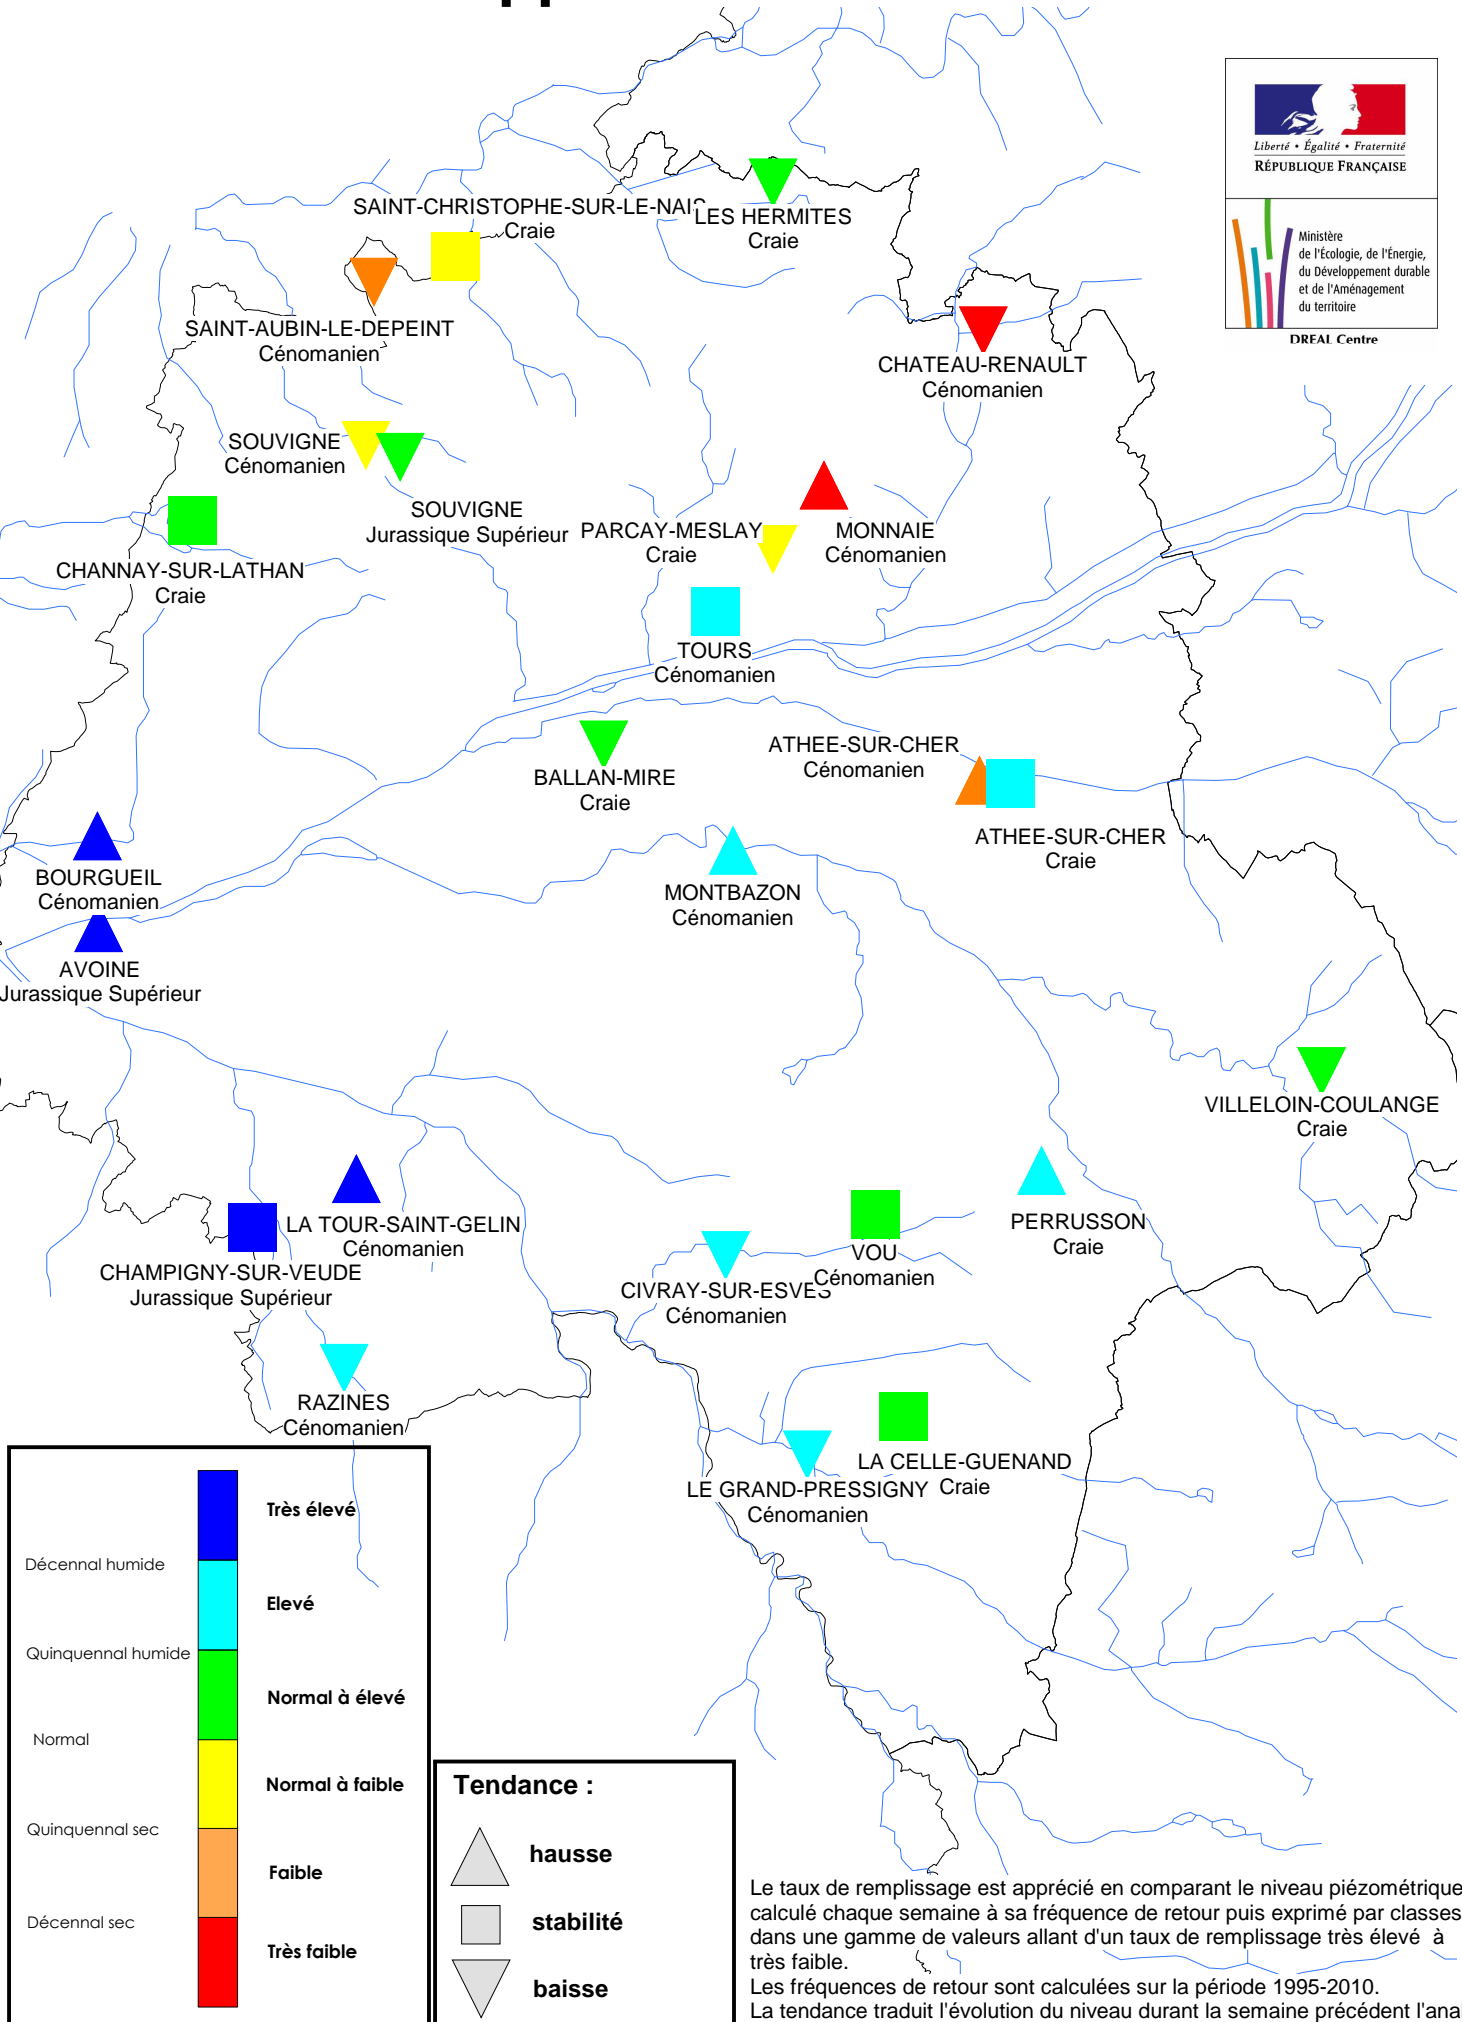 Liberté • Égalité • Fraternité
RÉPUBLIQUE FRANÇAISE
Ministère
de l'Écologie, de l'Énergie,
du Développement durable
et de l'Aménagement
du territoire
DREAL Centre
SAINT-CHRISTOPHE-SUR-LE-NAIS
Craie
LES HERMITES
Craie
SAINT-AUBIN-LE-DEPEINT
Cénomanien
CHATEAU-RENAULT
Cénomanien
SOUVIGNE
Cénomanien
SOUVIGNE
Jurassique Supérieur
PARCAY-MESLAY
Craie
MONNAIE
Cénomanien
CHANNAY-SUR-LATHAN
Craie
TOURS
Cénomanien
ATHEE-SUR-CHER
Cénomanien
BALLAN-MIRE
Craie
ATHEE-SUR-CHER
Craie
BOURGUEIL
Cénomanien
MONTBAZON
Cénomanien
AVOINE
Jurassique Supérieur
VILLELOIN-COULANGE
Craie
LA TOUR-SAINT-GELIN
Cénomanien
PERRUSSON
Craie
VOU
Cénomanien
CHAMPIGNY-SUR-VEUDE
Jurassique Supérieur
CIVRAY-SUR-ESVES
Cénomanien
RAZINES
Cénomanien
LA CELLE-GUENAND
Craie
LE GRAND-PRESSIGNY
Cénomanien
Très élevé
Décennal humide
Elevé
Quinquennal humide
Normal à élevé
Normal
Normal à faible
Quinquennal sec
Faible
Décennal sec
Très faible
Tendance :
hausse
stabilité
baisse
Le taux de remplissage est apprécié en comparant le niveau piézométrique
calculé chaque semaine à sa fréquence de retour puis exprimé par classes
dans une gamme de valeurs allant d'un taux de remplissage très élevé à
très faible.
Les fréquences de retour sont calculées sur la période 1995-2010.
La tendance traduit l'évolution du niveau durant la semaine précédent l'anal